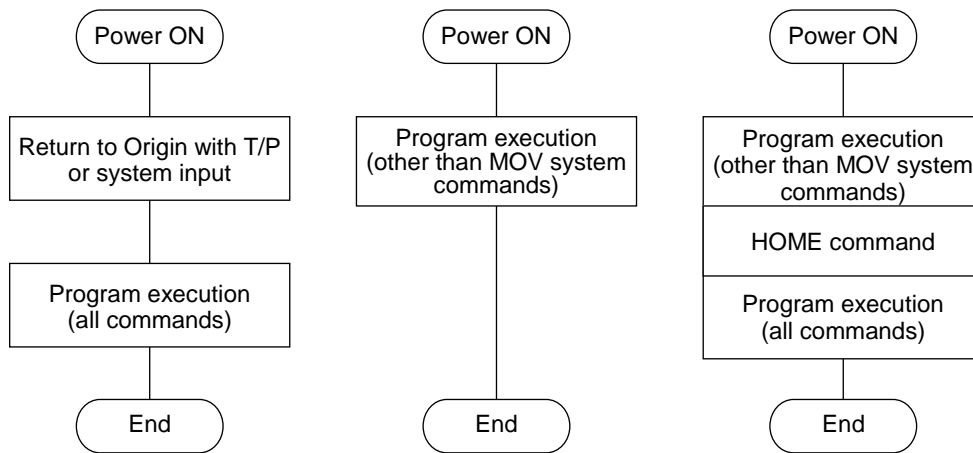 Power ON
Return to Origin with T/P
or system input
Program execution
(all commands)
End
Power ON
Program execution
(other than MOV system
commands)
End
Power ON
Program execution
(other than MOV system
commands)
HOME command
Program execution
(all commands)
End